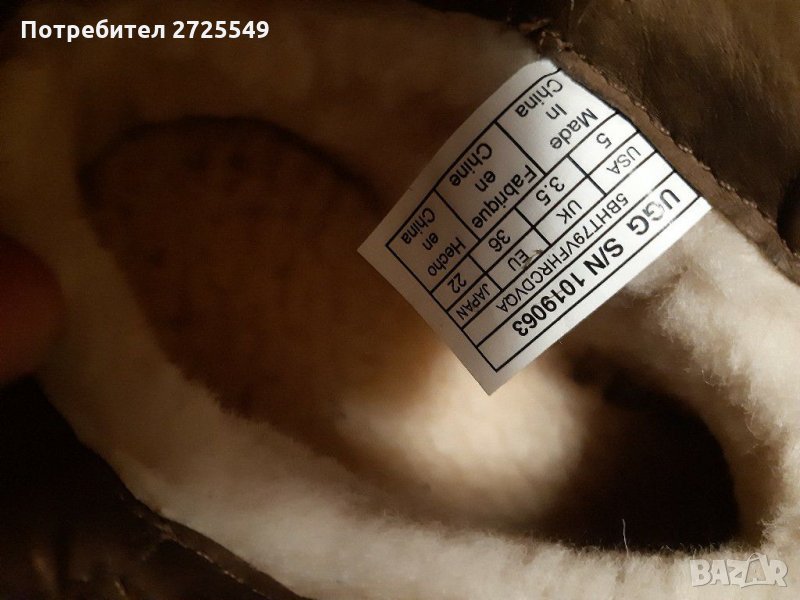 Потребител 2725549
UGG S/N 1019063
5BHT79VFHRCDVQA
USA UK EU JAPAN
5 3.5 36 22
Made In China
Fabrique en Chine
Hecho en China
BAZAR